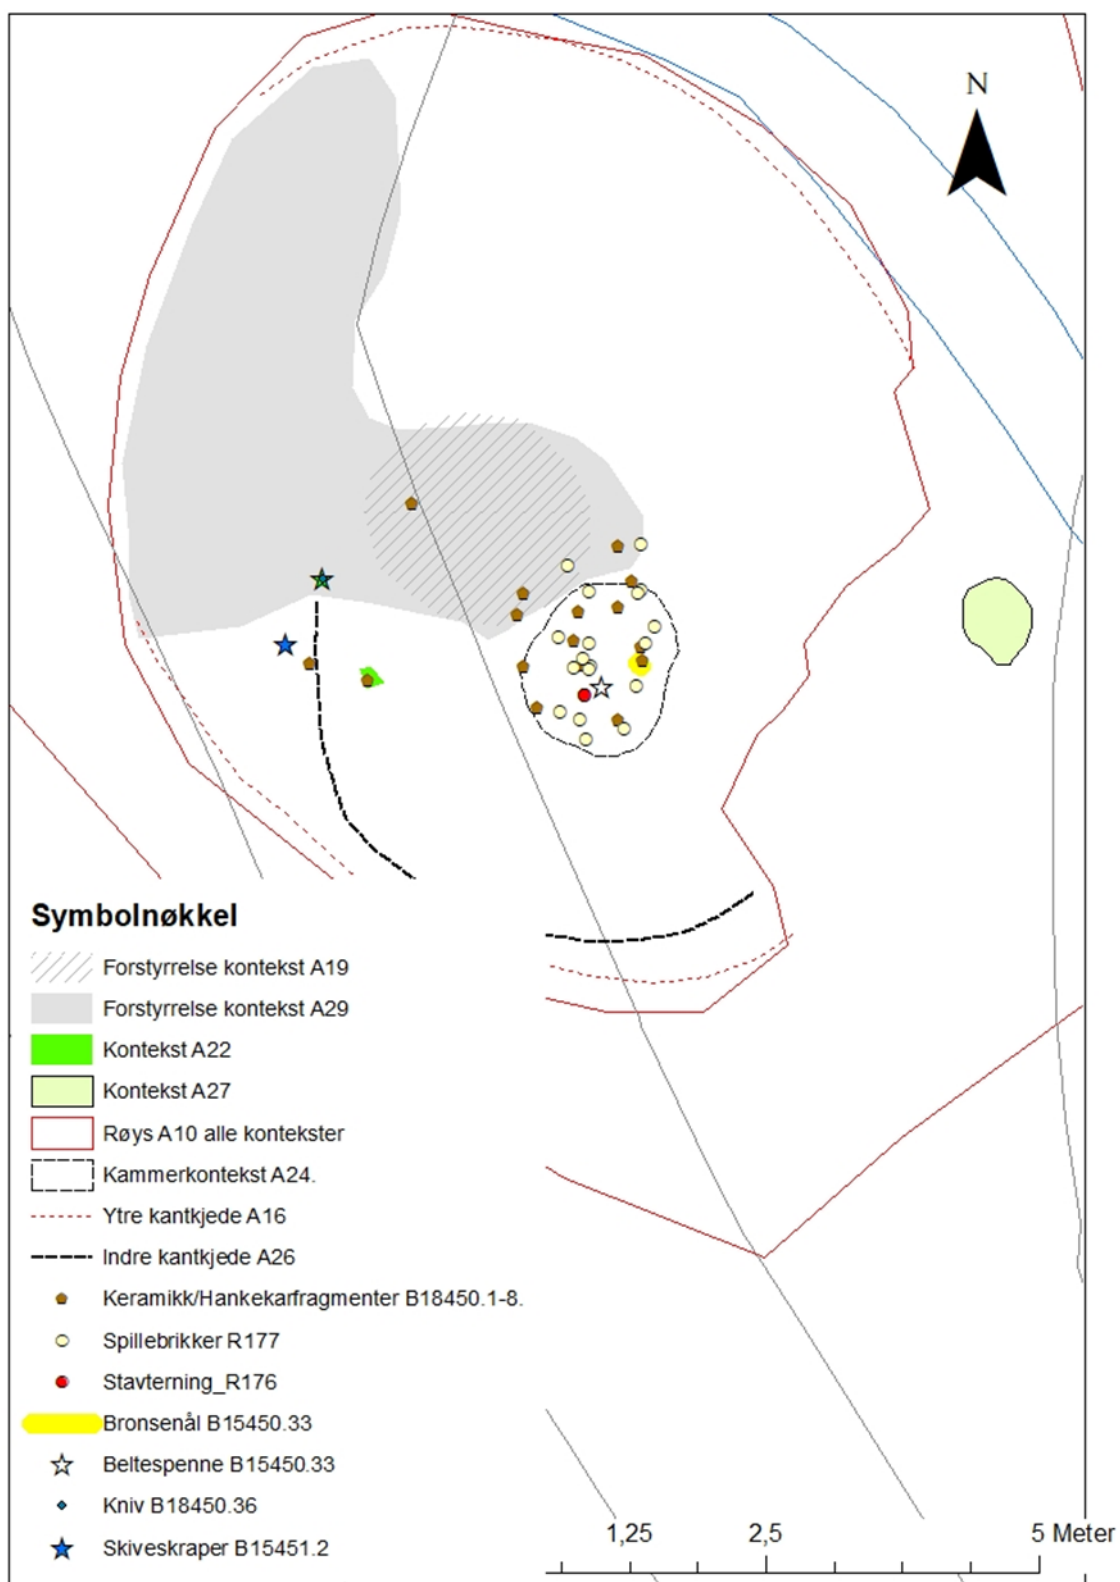 N
Symbolnøkkel
Forstyrrelse kontekst A19
Forstyrrelse kontekst A29
Kontekst A22
Kontekst A27
Røys A10 alle kontekster
Kammerkontekst A24.
Ytre kantkjede A16
Indre kantkjede A26
Keramikk/Hankekarfragmenter B18450.1-8.
Spillebrikker R177
Stavterning_R176
Bronsenål B15450.33
Beltespenne B15450.33
Kniv B18450.36
Skiveskraper B15451.2
1,25 2,5 5 Meter